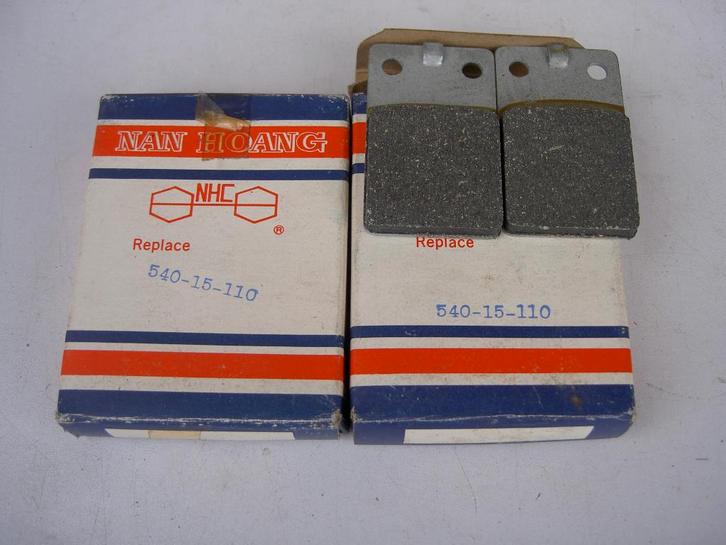 NAN HOANG
NHC
®
Replace
540-15-110
Replace
540-15-110